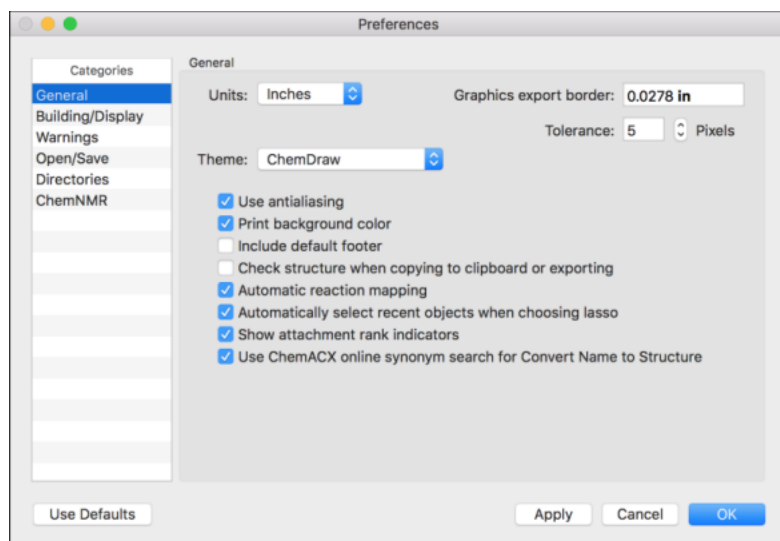 Preferences
Categories
General
Building/Display
Warnings
Open/Save
Directories
ChemNMR
General
Units: Inches
Graphics export border: 0.0278 in
Tolerance: 5 Pixels
Theme: ChemDraw
Use antialiasing
Print background color
Include default footer
Check structure when copying to clipboard or exporting
Automatic reaction mapping
Automatically select recent objects when choosing lasso
Show attachment rank indicators
Use ChemACX online synonym search for Convert Name to Structure
Use Defaults
Apply
Cancel
OK